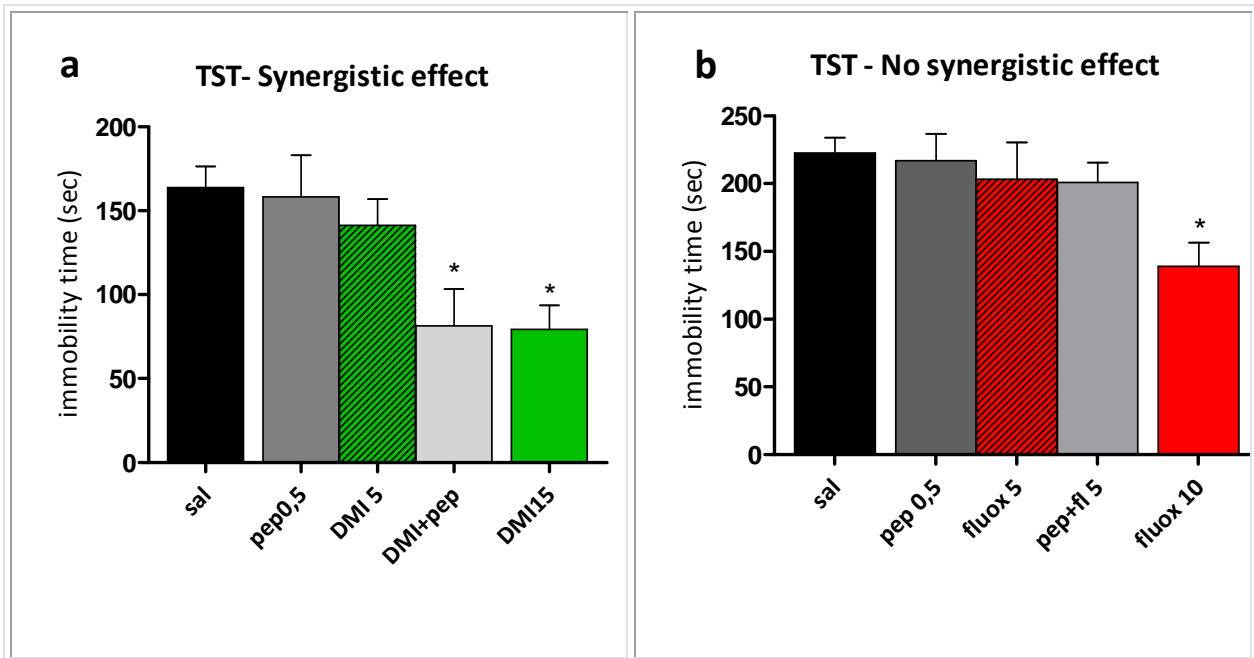 a
TST- Synergistic effect
immobility time (sec)
200
150
100
50
0
*
*
sal
pep0,5
DMI 5
DMI+pep
DMI15
b
TST - No synergistic effect
immobility time (sec)
250
200
150
100
50
0
*
sal
pep 0,5
fluox 5
pep+fl 5
fluox 10